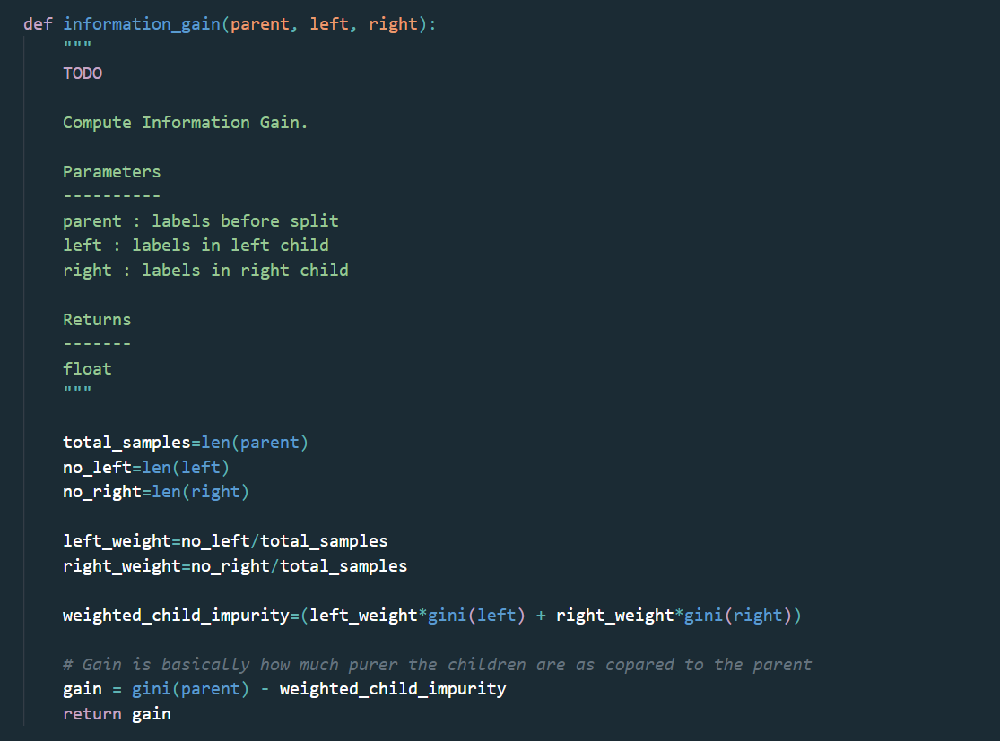 def information_gain(parent, left, right):
    """
    TODO

    Compute Information Gain.

    Parameters
    ----------
    parent : labels before split
    left : labels in left child
    right : labels in right child

    Returns
    -------
    float
    """

    total_samples=len(parent)
    no_left=len(left)
    no_right=len(right)

    left_weight=no_left/total_samples
    right_weight=no_right/total_samples

    weighted_child_impurity=(left_weight*gini(left) + right_weight*gini(right))

    # Gain is basically how much purer the children are as copared to the parent
    gain = gini(parent) - weighted_child_impurity
    return gain